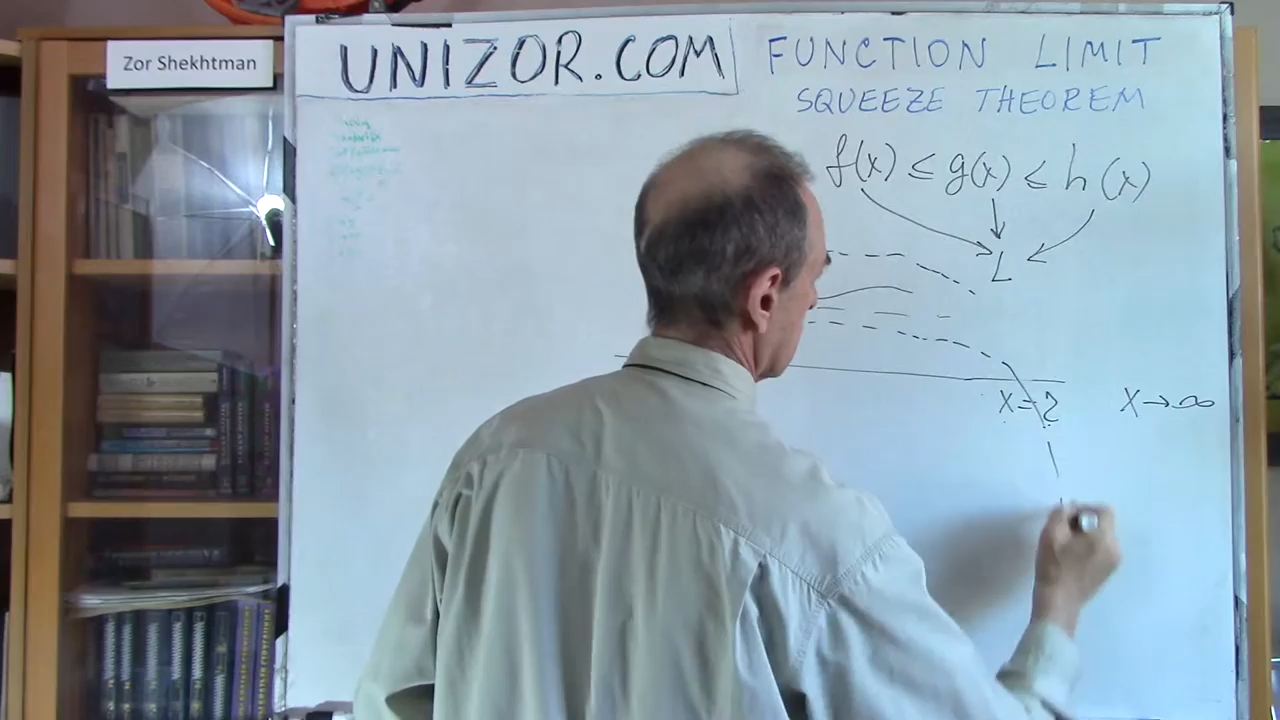 Zor Shekhtman
UNIZOR.COM
FUNCTION LIMIT
SQUEEZE THEOREM
f(x) ≤ g(x) ≤ h(x)
L
X=2
X→∞